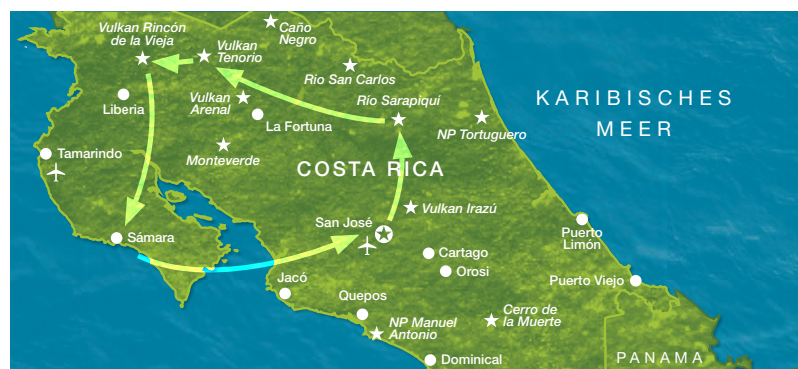 Vulkan Rincón
de la Vieja
Vulkan
Tenorio
Caño
Negro
Rio San Carlos
Liberia
Vulkan
Arenal
La Fortuna
Rio Sarapiquí
NP Tortuguero
KARIBISCHES
MEER
Tamarindo
Monteverde
COSTA RICA
Vulkan Irazú
San José
Sámara
Puerto
Limón
Cartago
Orosi
Jacó
Puerto Viejo
Quepos
NP Manuel
Antonio
Cerro de
la Muerte
Dominical
PANAMA